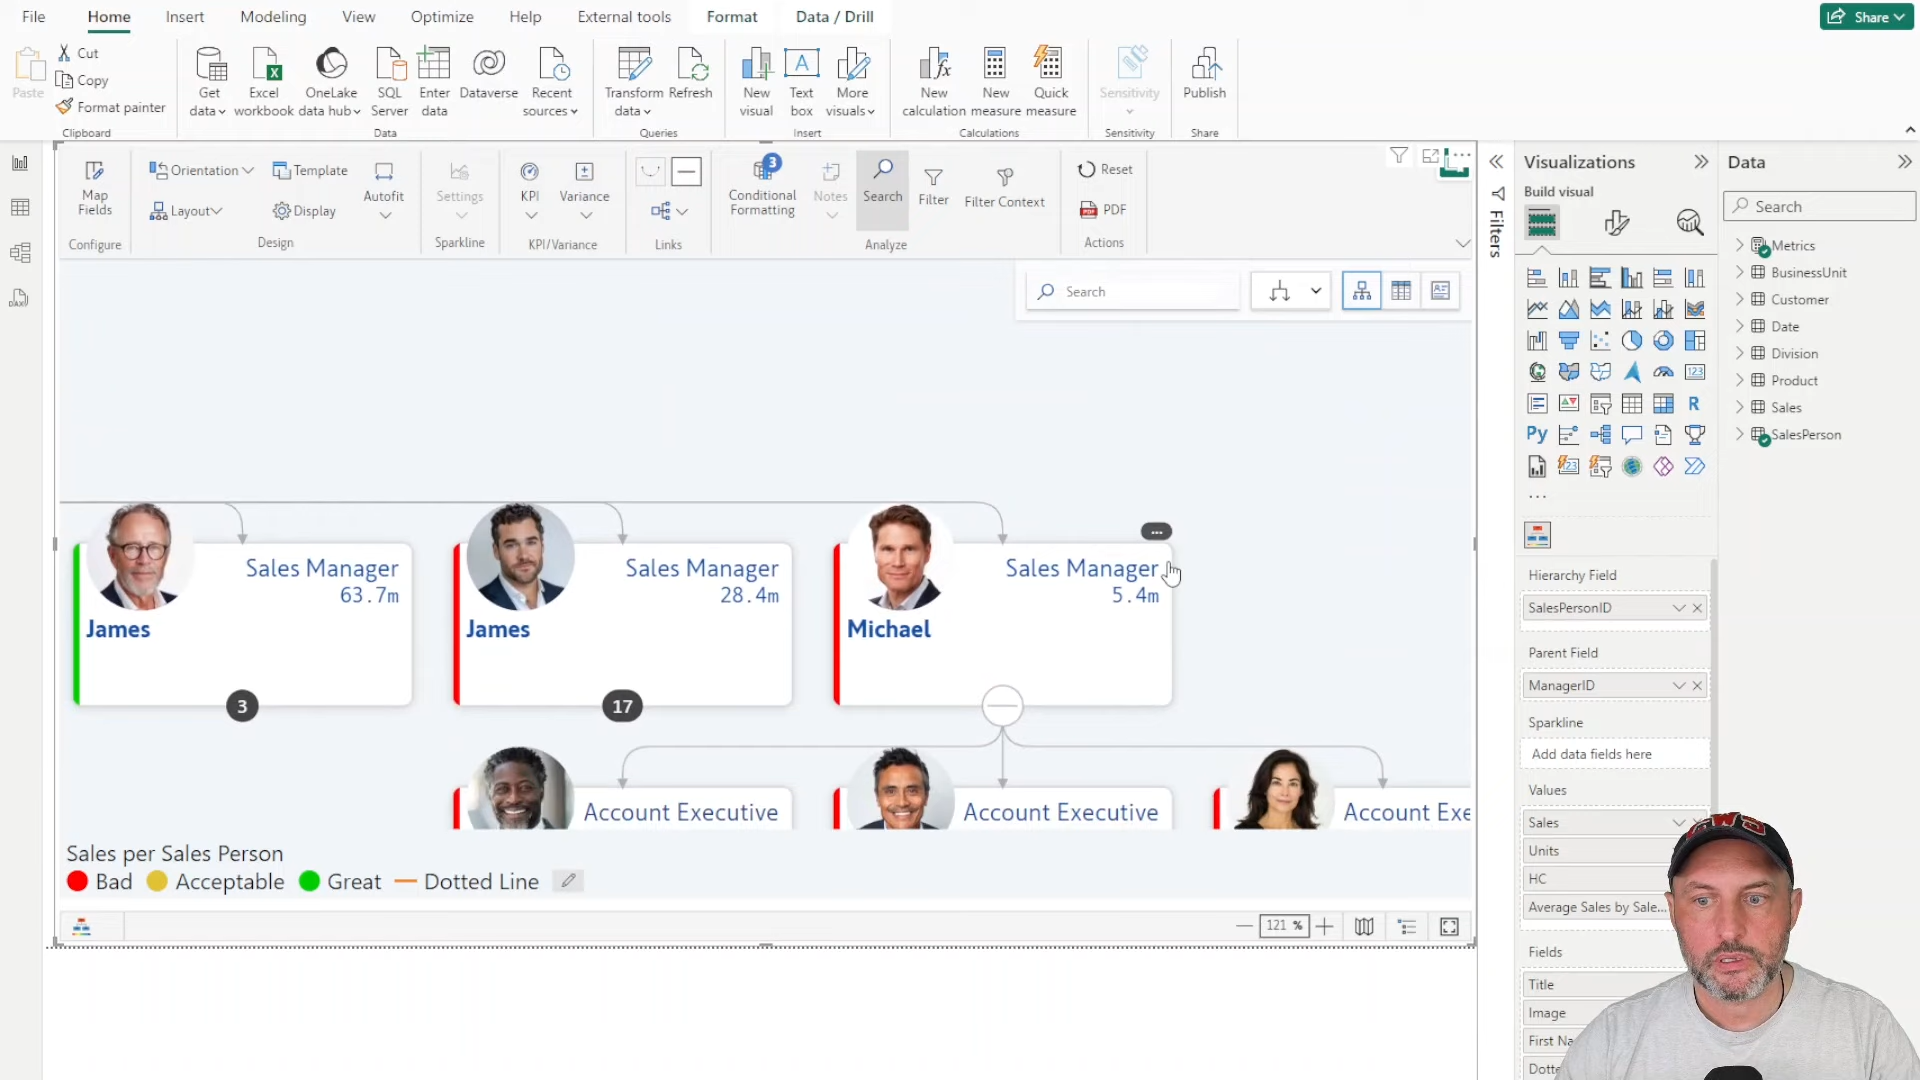 File Home Insert Modeling View Optimize Help External tools Format Data / Drill Share
Paste Cut
Copy
Format painter
Clipboard
Get data
Excel workbook
OneLake data hub
SQL Server
Enter data
Dataverse
Recent sources
Data
Transform data
Refresh
Queries
New visual
Text box
More visuals
Insert
New calculation
New measure
Quick measure
Calculations
Sensitivity
Sensitivity
Publish
Share
Map Fields
Configure
Orientation
Layout
Template
Display
Autofit
Design
Settings
Sparkline
KPI
Variance
KPI/Variance
Links
3
Conditional Formatting
Notes
Search
Filter
Filter Context
Analyze
Reset
PDF
Actions
Search
Sales Manager
63.7m
James
3
Sales Manager
28.4m
James
17
Sales Manager
5.4m
Michael
Account Executive
Account Executive
Account Exe
Sales per Sales Person
Bad Acceptable Great Dotted Line
121 %
Filters
Visualizations
Build visual
123
R
Py
123
Hierarchy Field
SalesPersonID
Parent Field
ManagerID
Sparkline
Add data fields here
Values
Sales
Units
HC
Average Sales by Sale...
Fields
Title
Image
First Na
Dotte
Data
Search
Metrics
BusinessUnit
Customer
Date
Division
Product
Sales
SalesPerson